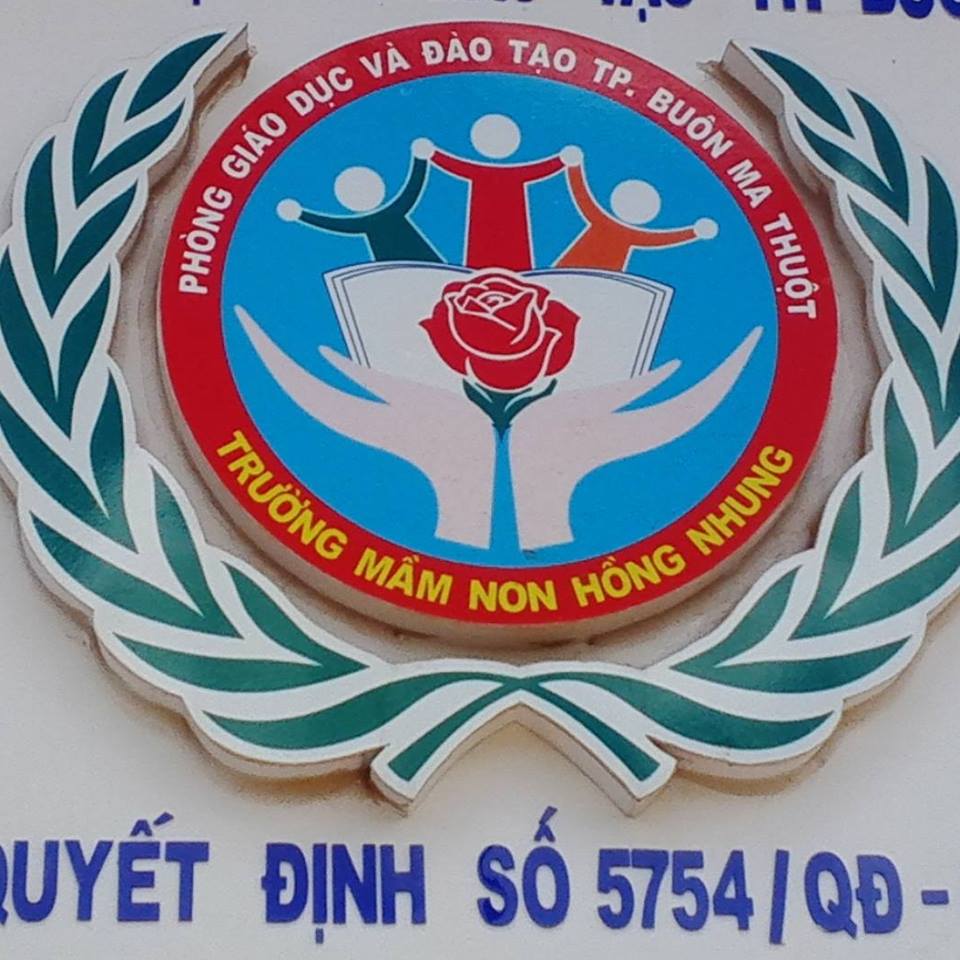 PHÒNG GIÁO DỤC VÀ ĐÀO TẠO TP. BUÔN MA THUỘT
TRƯỜNG MẦM NON HỒNG NHUNG
QUYẾT ĐỊNH SỐ 5754/QĐ-